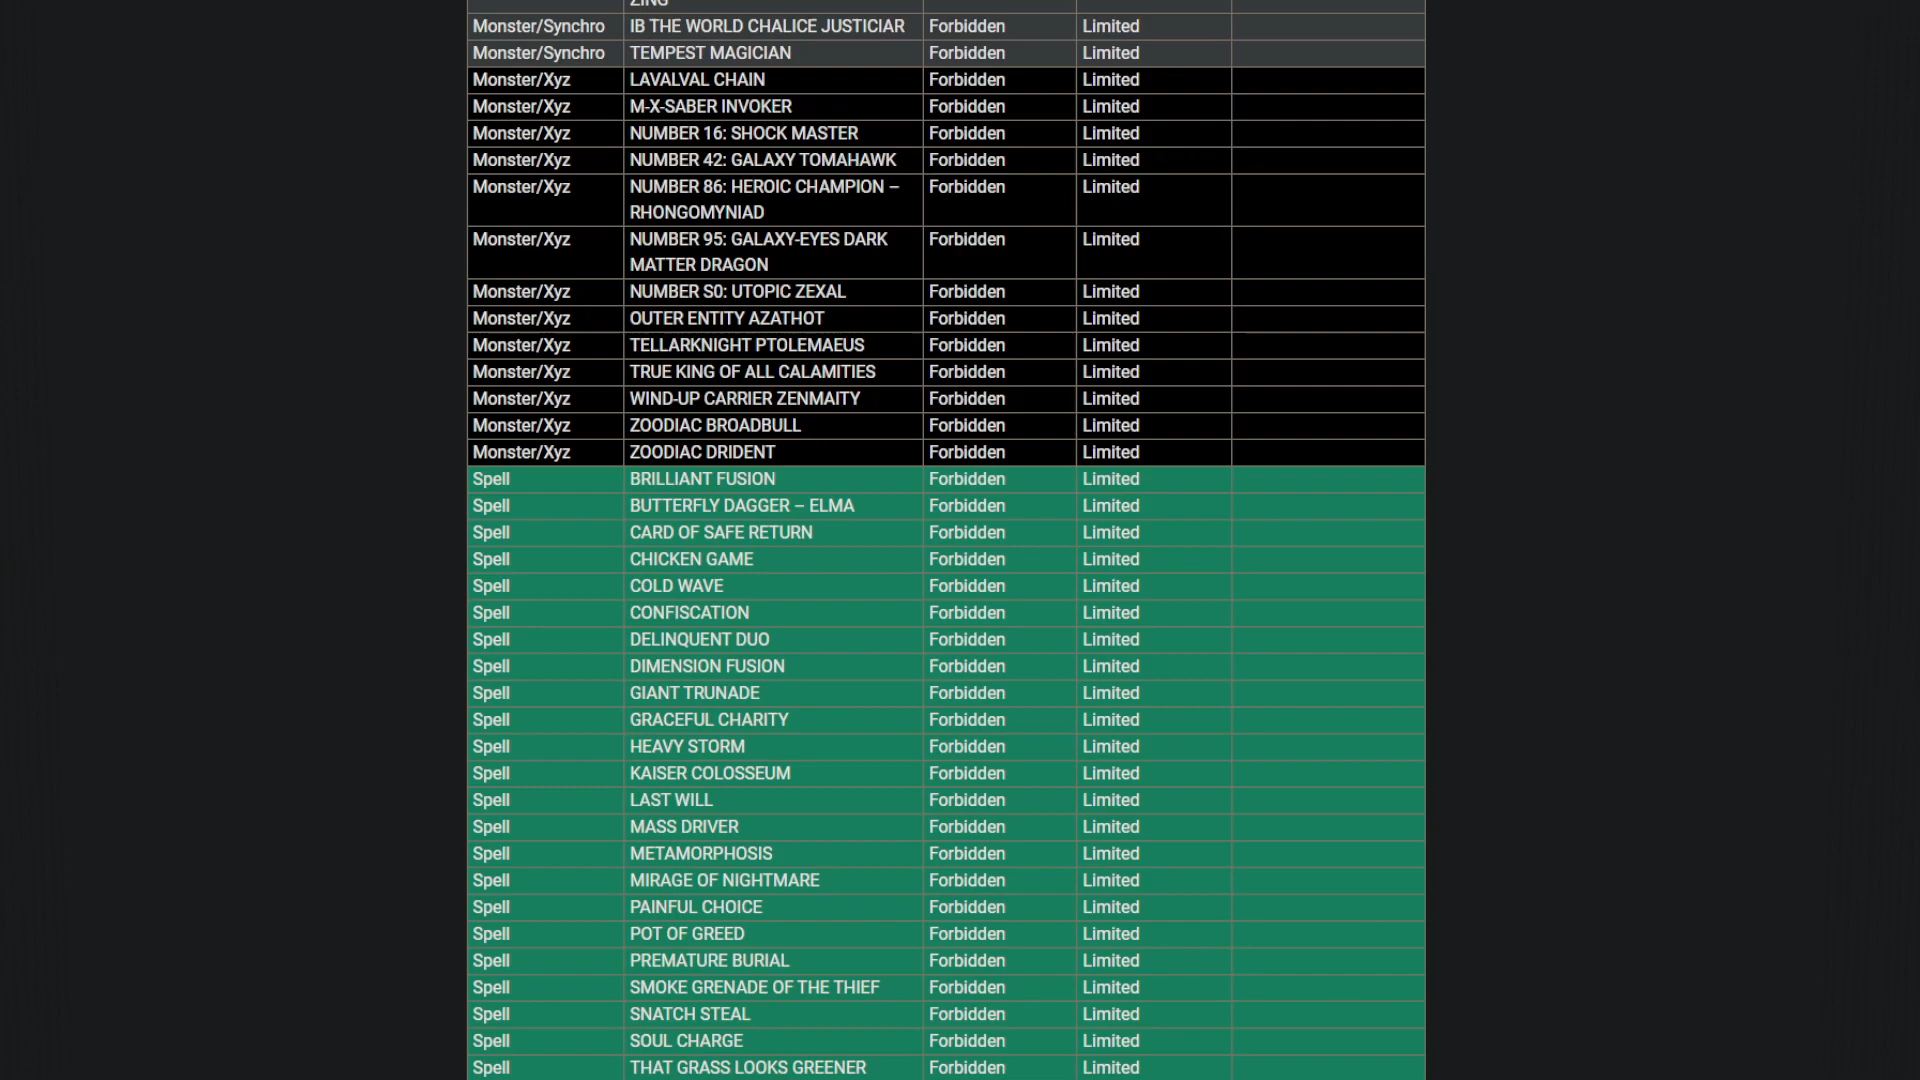 ZING
Monster/Synchro IB THE WORLD CHALICE JUSTICIAR Forbidden Limited
Monster/Synchro TEMPEST MAGICIAN Forbidden Limited
Monster/Xyz LAVALVAL CHAIN Forbidden Limited
Monster/Xyz M-X-SABER INVOKER Forbidden Limited
Monster/Xyz NUMBER 16: SHOCK MASTER Forbidden Limited
Monster/Xyz NUMBER 42: GALAXY TOMAHAWK Forbidden Limited
Monster/Xyz NUMBER 86: HEROIC CHAMPION – Forbidden Limited
RHONGOMYNIAD
Monster/Xyz NUMBER 95: GALAXY-EYES DARK Forbidden Limited
MATTER DRAGON
Monster/Xyz NUMBER S0: UTOPIC ZEXAL Forbidden Limited
Monster/Xyz OUTER ENTITY AZATHOT Forbidden Limited
Monster/Xyz TELLARKNIGHT PTOLEMAEUS Forbidden Limited
Monster/Xyz TRUE KING OF ALL CALAMITIES Forbidden Limited
Monster/Xyz WIND-UP CARRIER ZENMAITY Forbidden Limited
Monster/Xyz ZOODIAC BROADBULL Forbidden Limited
Monster/Xyz ZOODIAC DRIDENT Forbidden Limited
Spell BRILLIANT FUSION Forbidden Limited
Spell BUTTERFLY DAGGER – ELMA Forbidden Limited
Spell CARD OF SAFE RETURN Forbidden Limited
Spell CHICKEN GAME Forbidden Limited
Spell COLD WAVE Forbidden Limited
Spell CONFISCATION Forbidden Limited
Spell DELINQUENT DUO Forbidden Limited
Spell DIMENSION FUSION Forbidden Limited
Spell GIANT TRUNADE Forbidden Limited
Spell GRACEFUL CHARITY Forbidden Limited
Spell HEAVY STORM Forbidden Limited
Spell KAISER COLOSSEUM Forbidden Limited
Spell LAST WILL Forbidden Limited
Spell MASS DRIVER Forbidden Limited
Spell METAMORPHOSIS Forbidden Limited
Spell MIRAGE OF NIGHTMARE Forbidden Limited
Spell PAINFUL CHOICE Forbidden Limited
Spell POT OF GREED Forbidden Limited
Spell PREMATURE BURIAL Forbidden Limited
Spell SMOKE GRENADE OF THE THIEF Forbidden Limited
Spell SNATCH STEAL Forbidden Limited
Spell SOUL CHARGE Forbidden Limited
Spell THAT GRASS LOOKS GREENER Forbidden Limited